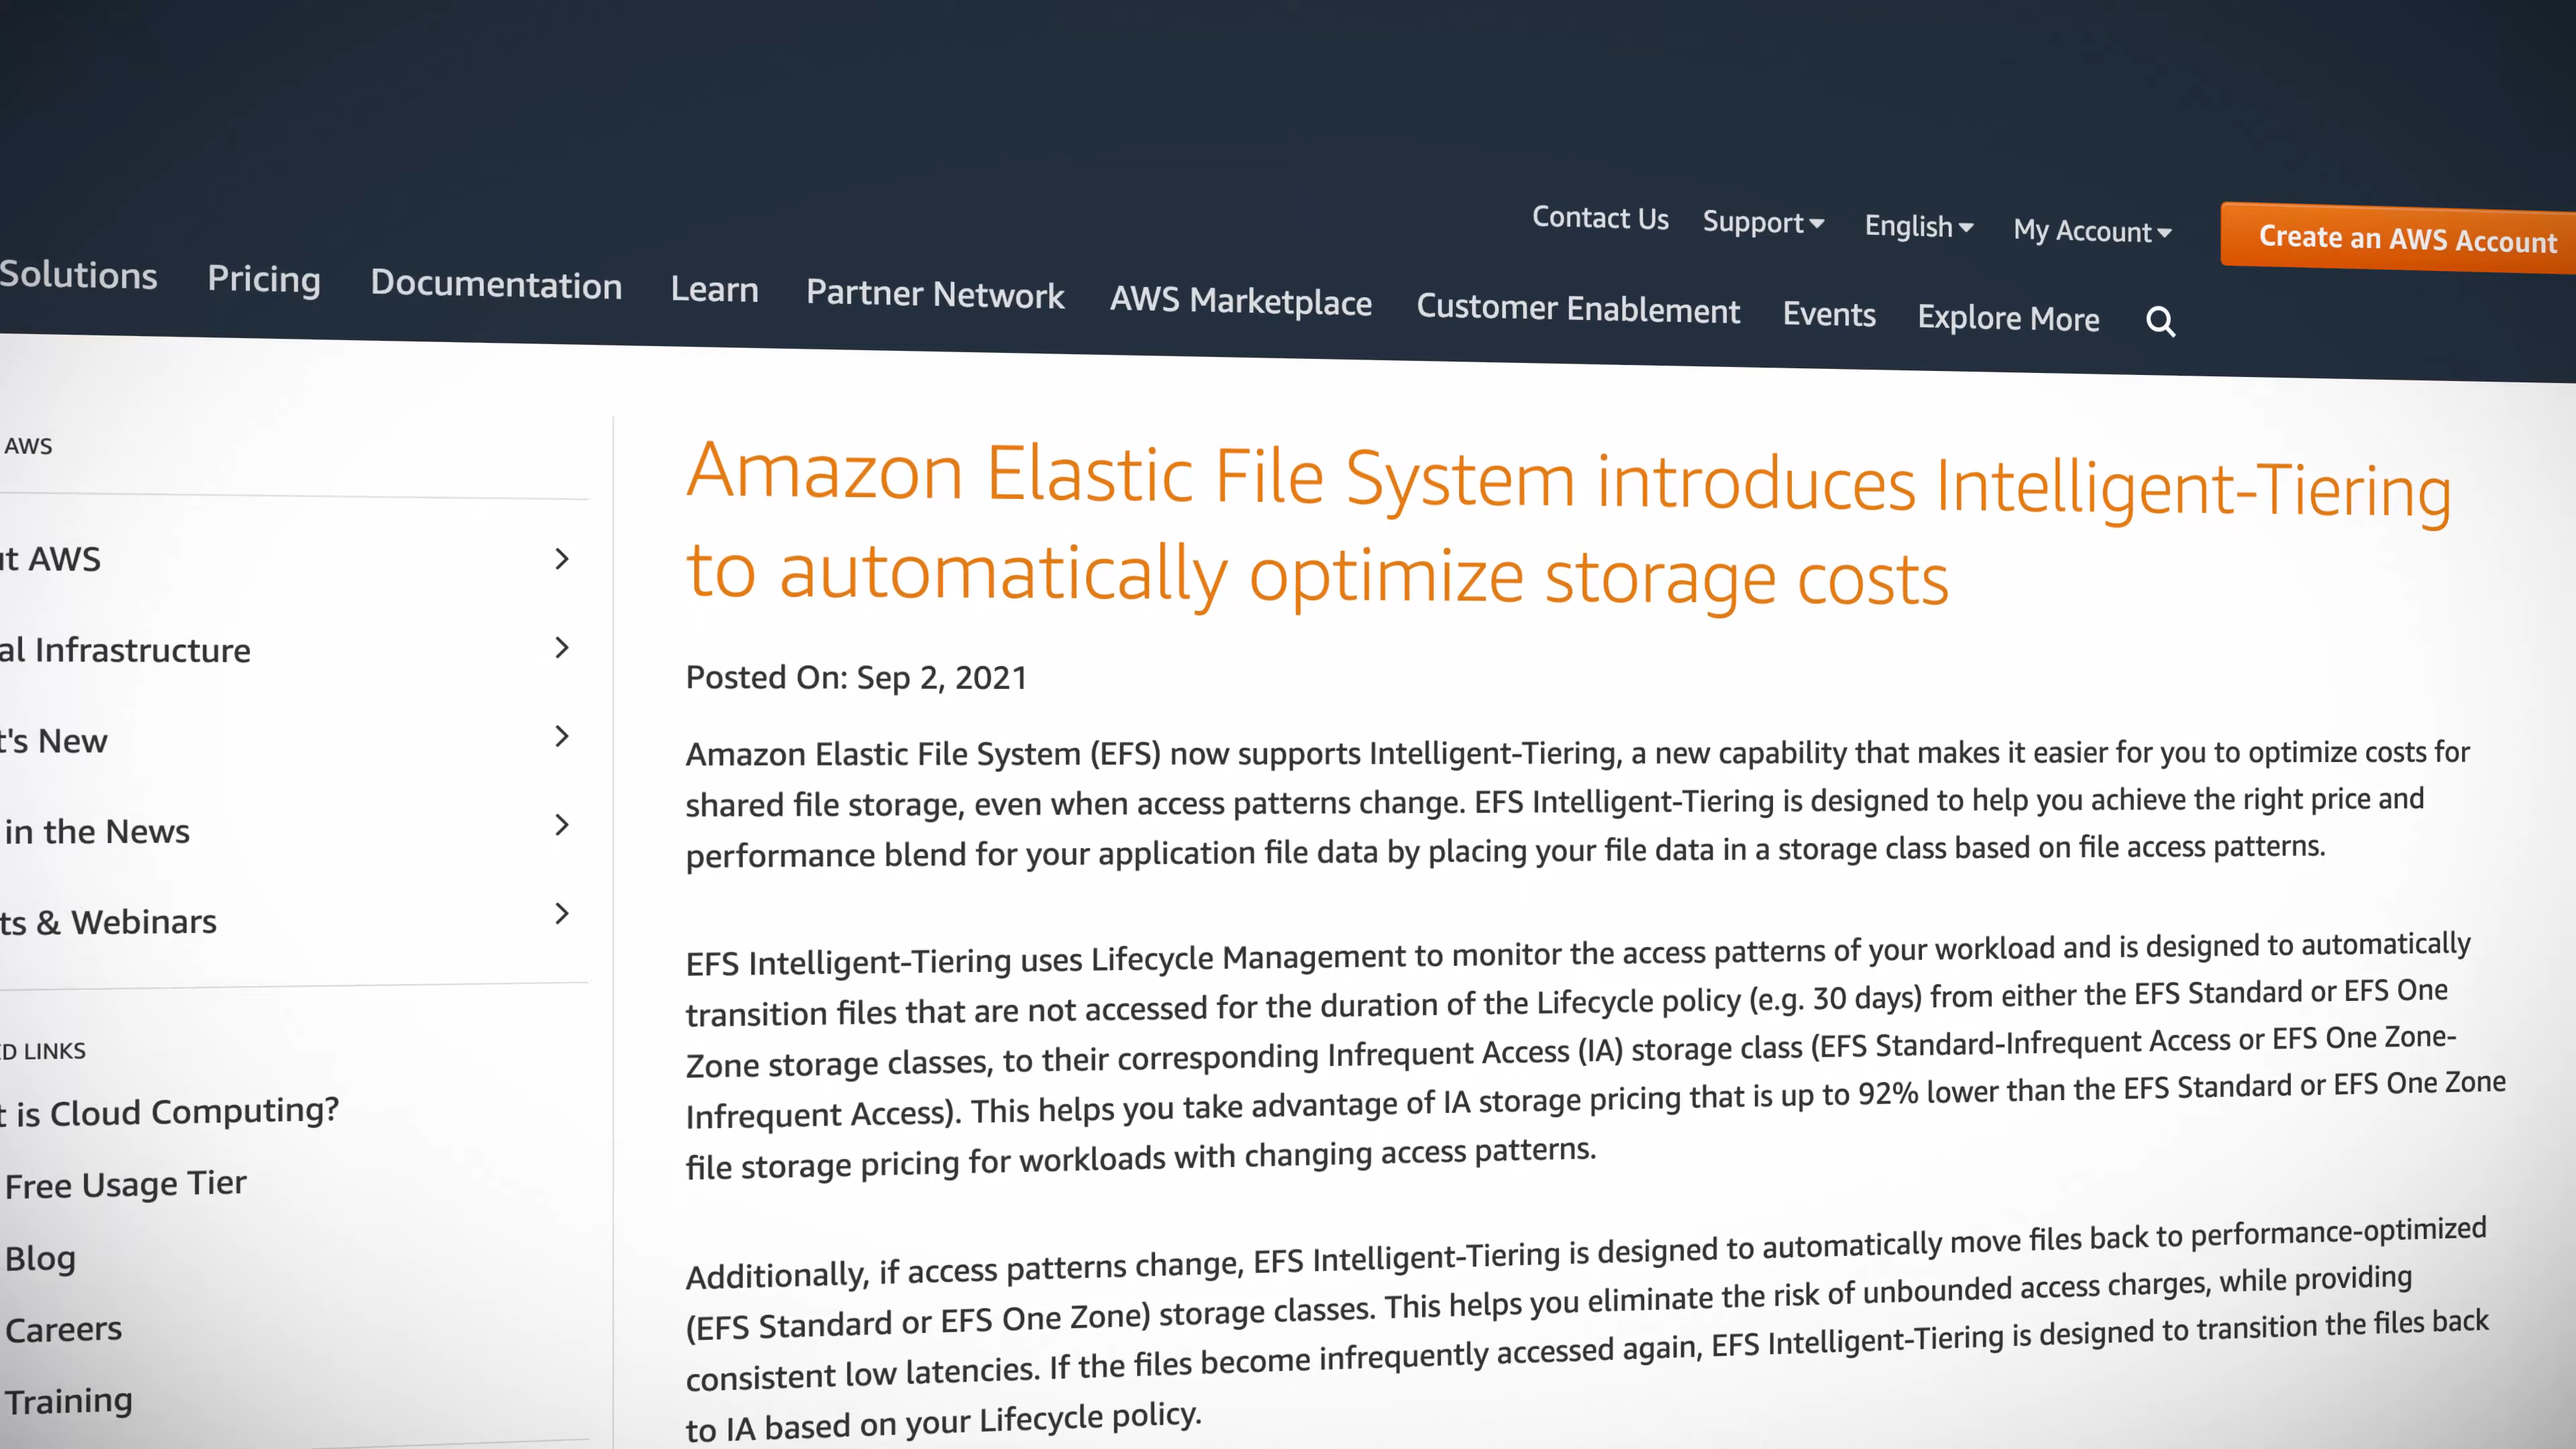 Contact Us Support English My Account Create an AWS Account
Solutions Pricing Documentation Learn Partner Network AWS Marketplace Customer Enablement Events Explore More
AWS
AWS
Infrastructure
's New
in the News
& Webinars
LINKS
is Cloud Computing?
Free Usage Tier
Blog
Careers
Training
Amazon Elastic File System introduces Intelligent-Tiering
to automatically optimize storage costs
Posted On: Sep 2, 2021
Amazon Elastic File System (EFS) now supports Intelligent-Tiering, a new capability that makes it easier for you to optimize costs for
shared file storage, even when access patterns change. EFS Intelligent-Tiering is designed to help you achieve the right price and
performance blend for your application file data by placing your file data in a storage class based on file access patterns.
EFS Intelligent-Tiering uses Lifecycle Management to monitor the access patterns of your workload and is designed to automatically
transition files that are not accessed for the duration of the Lifecycle policy (e.g. 30 days) from either the EFS Standard or EFS One
Zone storage classes, to their corresponding Infrequent Access (IA) storage class (EFS Standard-Infrequent Access or EFS One Zone-
Infrequent Access). This helps you take advantage of IA storage pricing that is up to 92% lower than the EFS Standard or EFS One Zone
file storage pricing for workloads with changing access patterns.
Additionally, if access patterns change, EFS Intelligent-Tiering is designed to automatically move files back to performance-optimized
(EFS Standard or EFS One Zone) storage classes. This helps you eliminate the risk of unbounded access charges, while providing
consistent low latencies. If the files become infrequently accessed again, EFS Intelligent-Tiering is designed to transition the files back
to IA based on your Lifecycle policy.